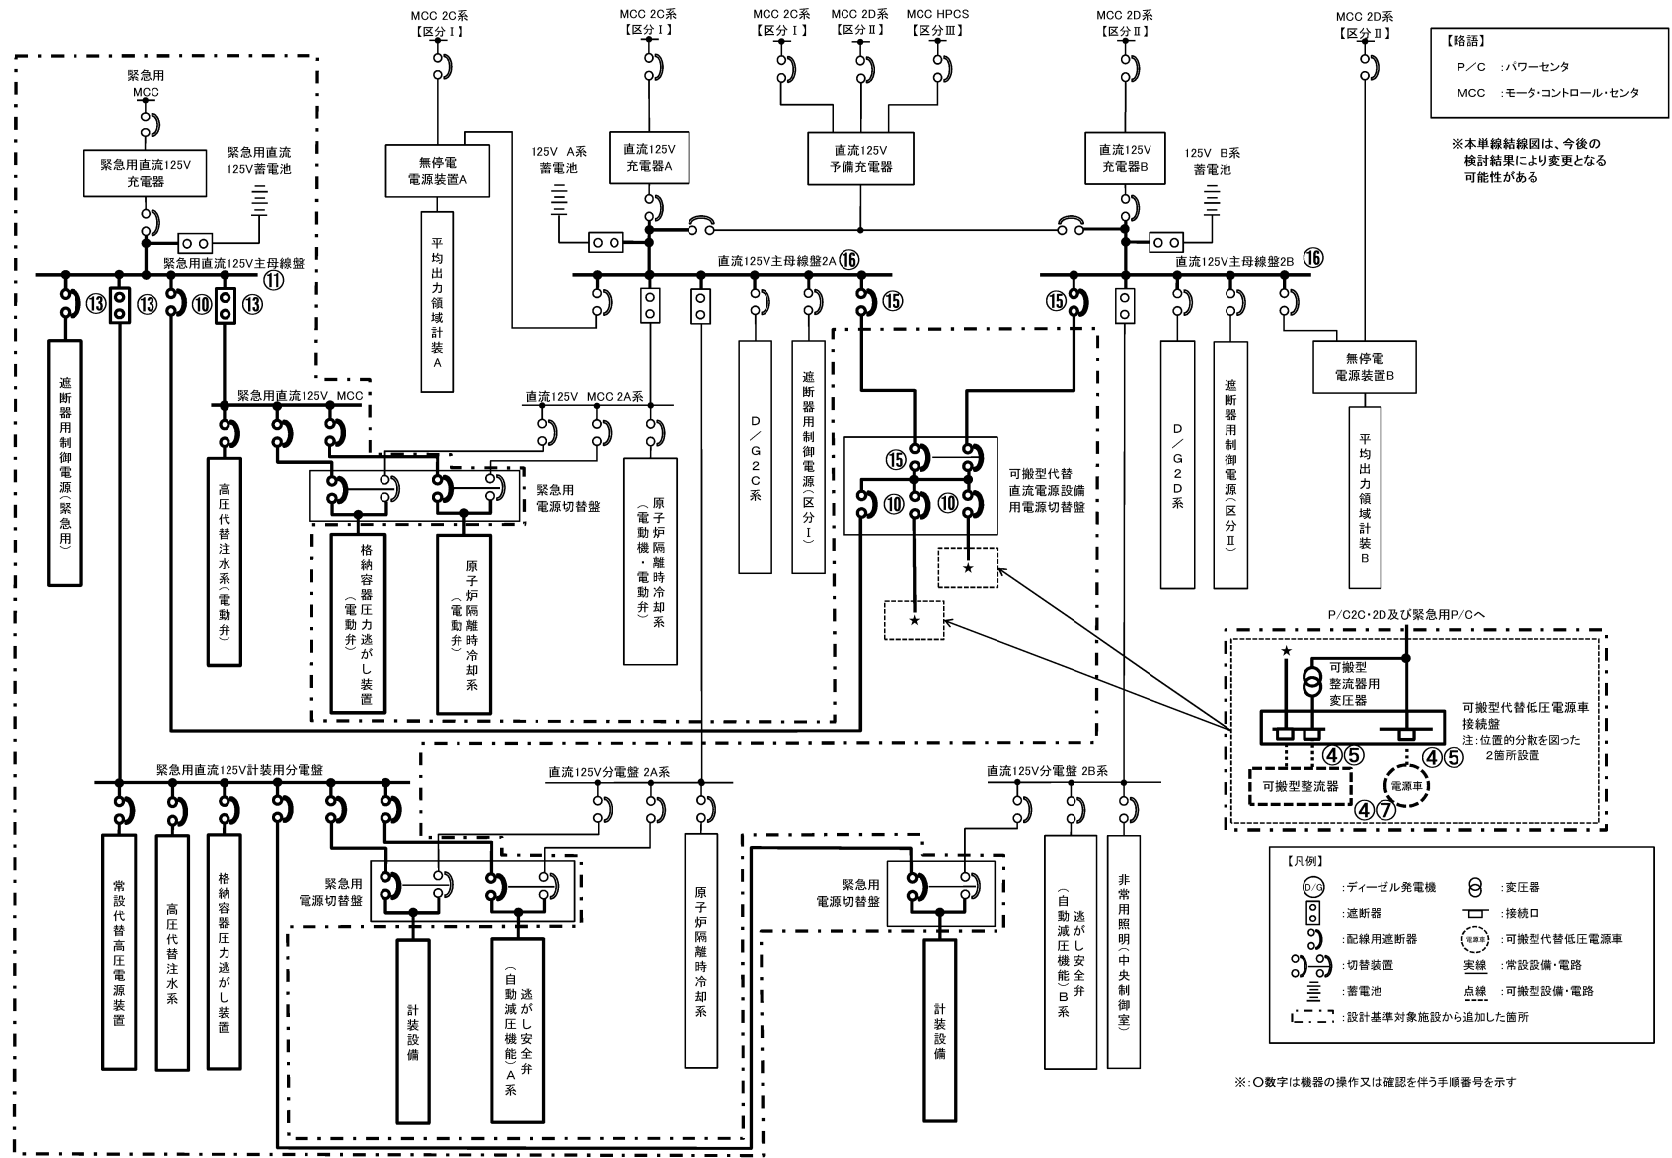 MCC 2C系
【区分Ⅰ】
MCC 2C系
【区分Ⅰ】
MCC 2C系
【区分Ⅰ】
MCC 2D系
【区分Ⅱ】
MCC HPCS
【区分Ⅲ】
MCC 2D系
【区分Ⅱ】
MCC 2D系
【区分Ⅱ】
【略語】
P/C :パワーセンタ
MCC :モータ・コントロール・センタ
※本単線結線図は、今後の
検討結果により変更となる
可能性がある
緊急用
MCC
緊急用直流125V
充電器
緊急用直流
125V蓄電池
無停電
電源装置A
125V A系
蓄電池
直流125V
充電器A
直流125V
予備充電器
直流125V
充電器B
125V B系
蓄電池
平均出力領域計装A
緊急用直流125V主母線盤
⑪
直流125V主母線盤2A
⑯
直流125V主母線盤2B
⑯
⑬
⑬
⑩
⑬
⑮
⑮
無停電
電源装置B
遮断器用制御電源(緊急用)
緊急用直流125V MCC
直流125V MCC 2A系
D/G2C系
遮断器用制御電源(区分Ⅰ)
D/G2D系
遮断器用制御電源(区分Ⅱ)
平均出力領域計装B
高圧代替注水系(電動弁)
緊急用
電源切替盤
原子炉隔離時冷却系
(電動機・電動弁)
⑮
⑩
⑩
可搬型代替
直流電源設備
用電源切替盤
格納容器圧力逃がし装置
(電動弁)
原子炉隔離時冷却系
(電動弁)
★
★
P/C2C・2D及び緊急用P/Cへ
★
可搬型
整流器用
変圧器
可搬型代替低圧電源車
接続盤
注:位置的分散を図った
2箇所設置
④⑤
④⑤
可搬型整流器
電源車
④⑦
緊急用直流125V計装用分電盤
直流125V分電盤 2A系
直流125V分電盤 2B系
常設代替高圧電源装置
高圧代替注水系
格納容器圧力逃がし装置
緊急用
電源切替盤
原子炉隔離時冷却系
緊急用
電源切替盤
逃がし安全弁
(自動減圧機能)B系
非常用照明(中央制御室)
計装設備
逃がし安全弁
(自動減圧機能)A系
計装設備
【凡例】
D/G :ディーゼル発電機
:変圧器
:遮断器
:接続口
:配線用遮断器
電源車 :可搬型代替低圧電源車
:切替装置
実線 :常設設備・電路
:蓄電池
点線 :可搬型設備・電路
:設計基準対象施設から追加した箇所
※:〇数字は機器の操作又は確認を伴う手順番号を示す